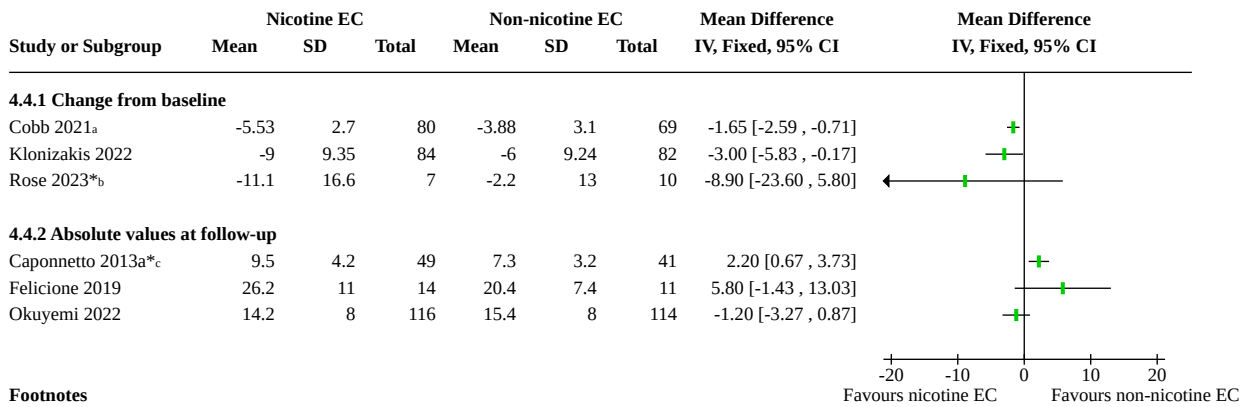 Nicotine EC Non-nicotine EC Mean Difference Mean Difference
Study or Subgroup Mean SD Total Mean SD Total IV, Fixed, 95% CI IV, Fixed, 95% CI
4.4.1 Change from baseline
Cobb 2021a -5.53 2.7 80 -3.88 3.1 69 -1.65 [-2.59 , -0.71]
Klonizakis 2022 -9 9.35 84 -6 9.24 82 -3.00 [-5.83 , -0.17]
Rose 2023*b -11.1 16.6 7 -2.2 13 10 -8.90 [-23.60 , 5.80]
4.4.2 Absolute values at follow-up
Caponnetto 2013a*c 9.5 4.2 49 7.3 3.2 41 2.20 [0.67 , 3.73]
Felicione 2019 26.2 11 14 20.4 7.4 11 5.80 [-1.43 , 13.03]
Okuyemi 2022 14.2 8 116 15.4 8 114 -1.20 [-3.27 , 0.87]
-20 -10 0 10 20
Footnotes Favours nicotine EC Favours non-nicotine EC